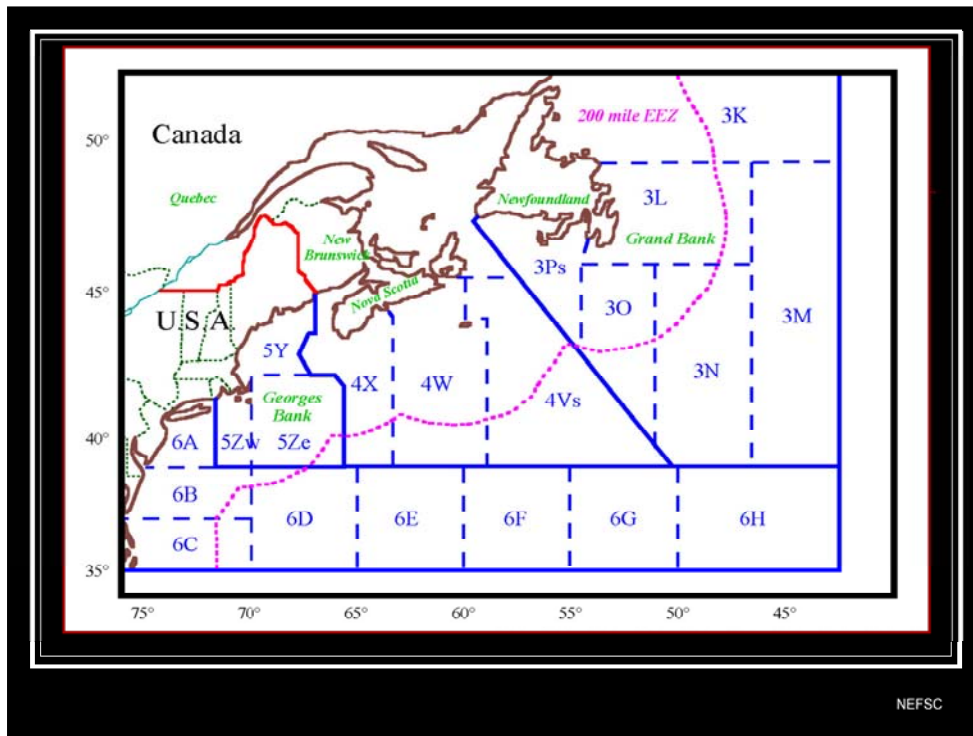 200 mile EEZ
3K
50°
Canada
Quebec
Newfoundland
3L
New
Brunswick
Grand Bank
3Ps
45°
Nova Scotia
3O
3M
U S A
5Y
4X
4W
3N
Georges
Bank
4Vs
40°
6A
5Zw
5Ze
6B
6D
6E
6F
6G
6H
6C
35°
75°
70°
65°
60°
55°
50°
45°
NEFSC